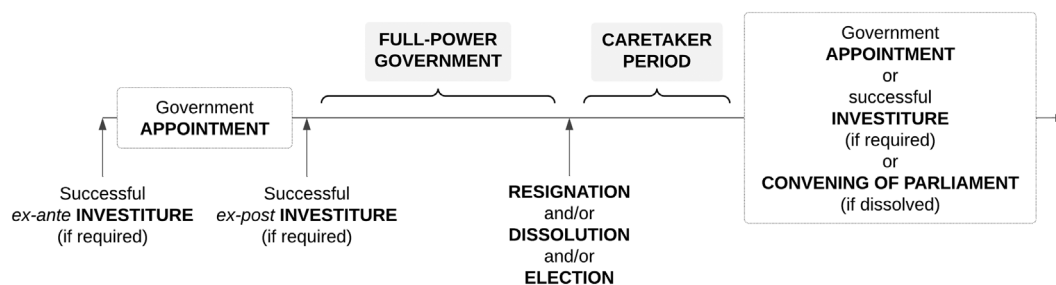 FULL-POWER
GOVERNMENT
CARETAKER
PERIOD
Government
APPOINTMENT
or
successful
INVESTITURE
(if required)
or
CONVENING OF PARLIAMENT
(if dissolved)
Government
APPOINTMENT
Successful
ex-ante INVESTITURE
(if required)
Successful
ex-post INVESTITURE
(if required)
RESIGNATION
and/or
DISSOLUTION
and/or
ELECTION